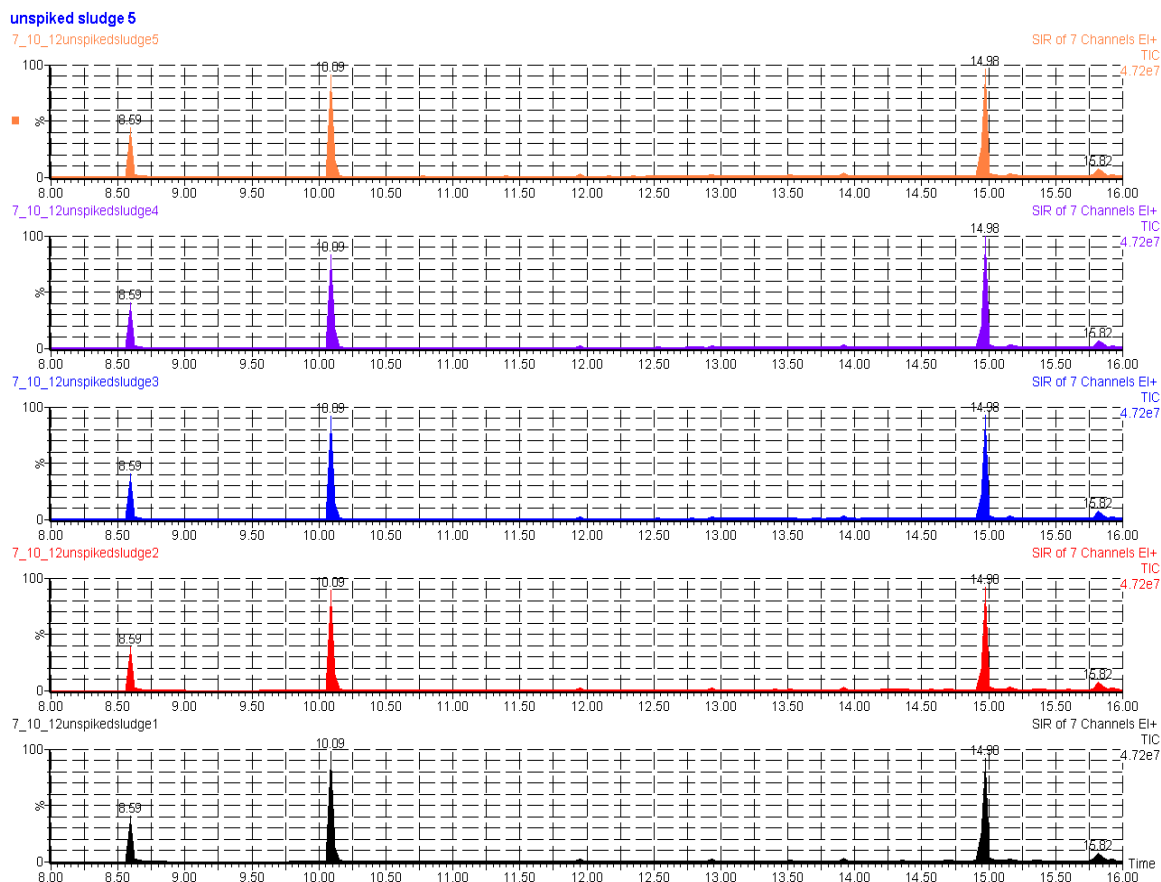 unspiked sludge 5
7_10_12unspikedsludge5
SIR of 7 Channels EI+
TIC
4.72e7
100
%
8.59
10.09
14.98
15.82
0
8.00 8.50 9.00 9.50 10.00 10.50 11.00 11.50 12.00 12.50 13.00 13.50 14.00 14.50 15.00 15.50 16.00
7_10_12unspikedsludge4
SIR of 7 Channels EI+
TIC
4.72e7
100
%
8.59
10.09
14.98
15.82
0
8.00 8.50 9.00 9.50 10.00 10.50 11.00 11.50 12.00 12.50 13.00 13.50 14.00 14.50 15.00 15.50 16.00
7_10_12unspikedsludge3
SIR of 7 Channels EI+
TIC
4.72e7
100
%
8.59
10.09
14.98
15.82
0
8.00 8.50 9.00 9.50 10.00 10.50 11.00 11.50 12.00 12.50 13.00 13.50 14.00 14.50 15.00 15.50 16.00
7_10_12unspikedsludge2
SIR of 7 Channels EI+
TIC
4.72e7
100
%
8.59
10.09
14.98
15.82
0
8.00 8.50 9.00 9.50 10.00 10.50 11.00 11.50 12.00 12.50 13.00 13.50 14.00 14.50 15.00 15.50 16.00
7_10_12unspikedsludge1
SIR of 7 Channels EI+
TIC
4.72e7
100
%
8.59
10.09
14.98
15.82
0
Time
8.00 8.50 9.00 9.50 10.00 10.50 11.00 11.50 12.00 12.50 13.00 13.50 14.00 14.50 15.00 15.50 16.00